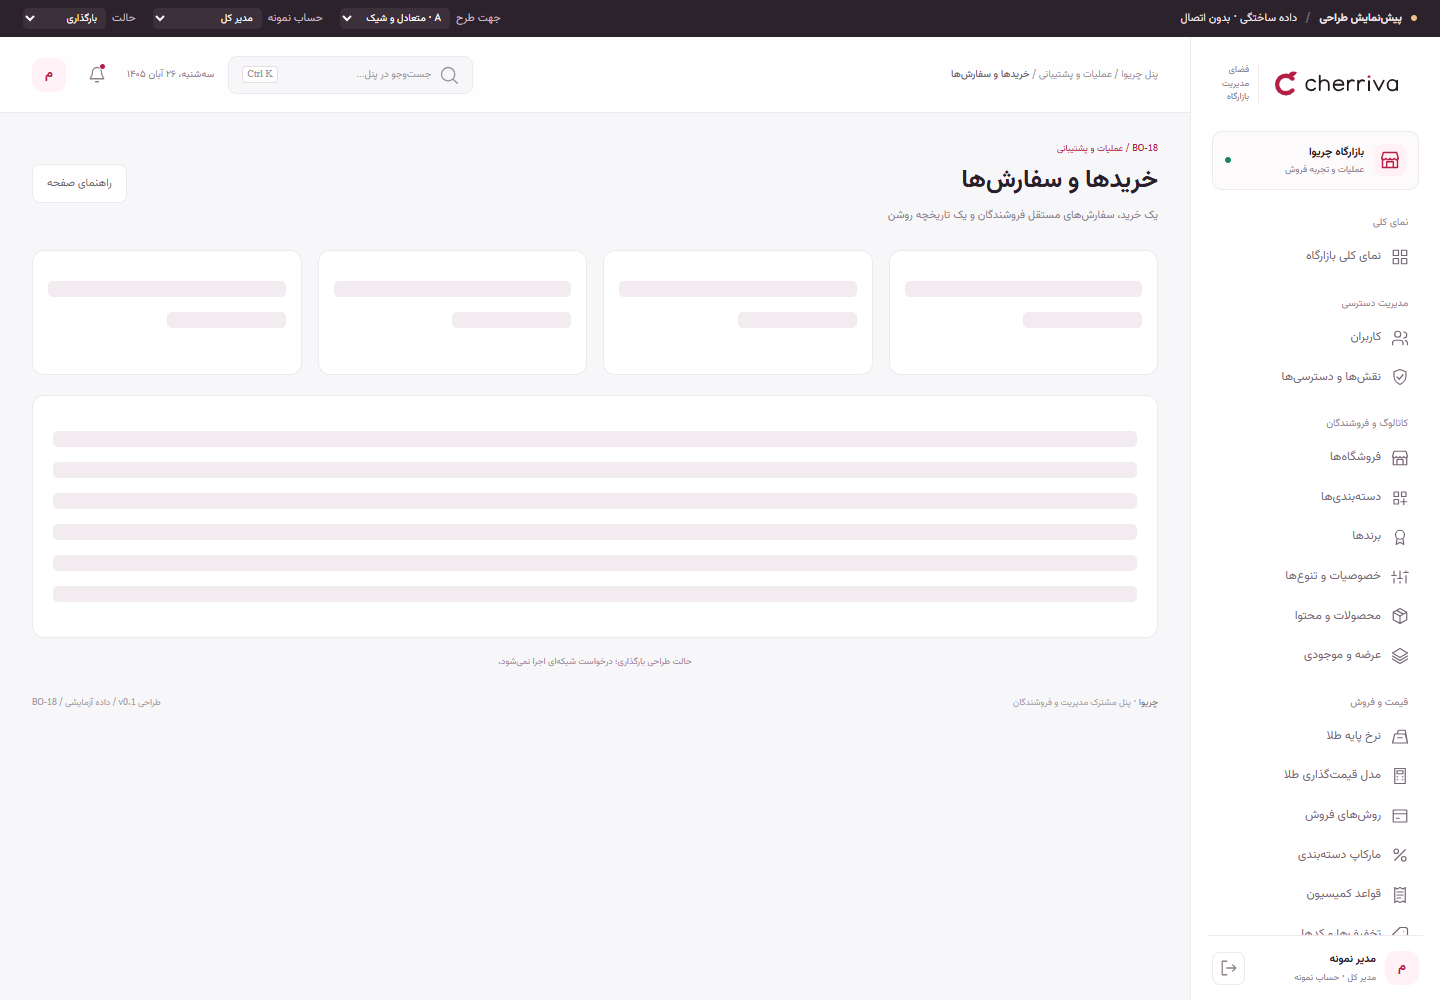 پیش‌نمایش طراحی / داده ساختگی · بدون اتصال
جهت طرح A · متعادل و شیک
حساب نمونه مدیر کل
حالت بارگذاری
cherriva
فضای
مدیریت
بازارگاه
بازارگاه چریوا
عملیات و تجربه فروش
نمای کلی
نمای کلی بازارگاه
مدیریت دسترسی
کاربران
نقش‌ها و دسترسی‌ها
کاتالوگ و فروشندگان
فروشگاه‌ها
دسته‌بندی‌ها
برندها
خصوصیات و تنوع‌ها
محصولات و محتوا
عرضه و موجودی
قیمت و فروش
نرخ پایه طلا
مدل قیمت‌گذاری طلا
روش‌های فروش
مارکاپ دسته‌بندی
قواعد کمیسیون
تخفیف‌ها و کدها
مدیر نمونه
مدیر کل · حساب نمونه
م
پنل چریوا / عملیات و پشتیبانی / خریدها و سفارش‌ها
جست‌وجو در پنل...
Ctrl K
سه‌شنبه، ۲۶ آبان ۱۴۰۵
م
BO-18 / عملیات و پشتیبانی
خریدها و سفارش‌ها
یک خرید، سفارش‌های مستقل فروشندگان و یک تاریخچه روشن
راهنمای صفحه
حالت طراحی بارگذاری؛ درخواست شبکه‌ای اجرا نمی‌شود.
چریوا · پنل مشترک مدیریت و فروشندگان
طراحی v0.1 / داده آزمایشی / BO-18